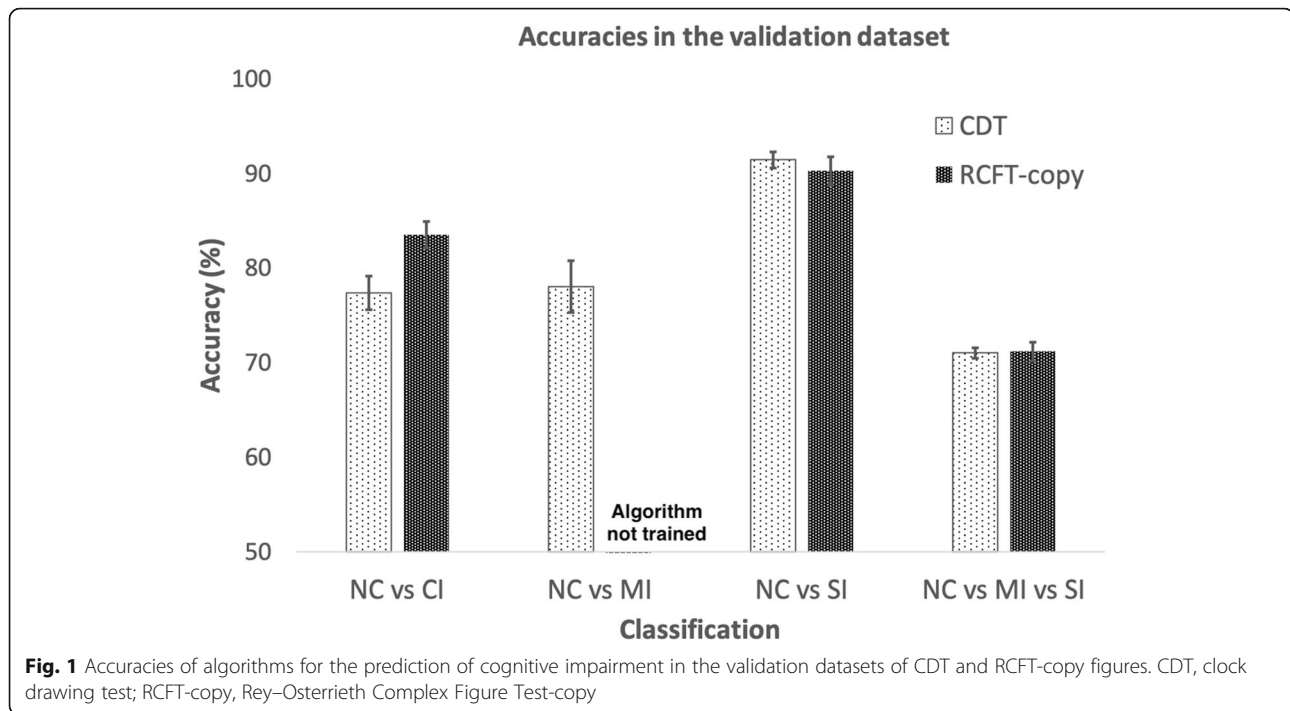 Accuracies in the validation dataset
100
90
80
70
60
50
Accuracy (%)
CDT
RCFT-copy
Algorithm
not trained
NC vs CI
NC vs MI
NC vs SI
NC vs MI vs SI
Classification
Fig. 1 Accuracies of algorithms for the prediction of cognitive impairment in the validation datasets of CDT and RCFT-copy figures. CDT, clock
drawing test; RCFT-copy, Rey–Osterrieth Complex Figure Test-copy